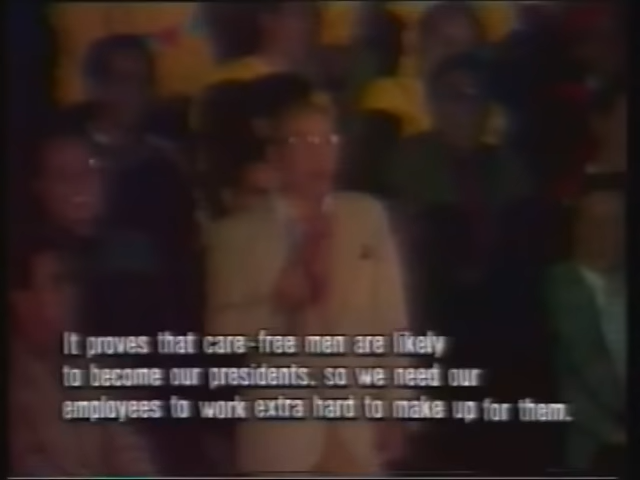 It proves that care-free men are likely
to become our presidents, so we need our
employees to work extra hard to make up for them.